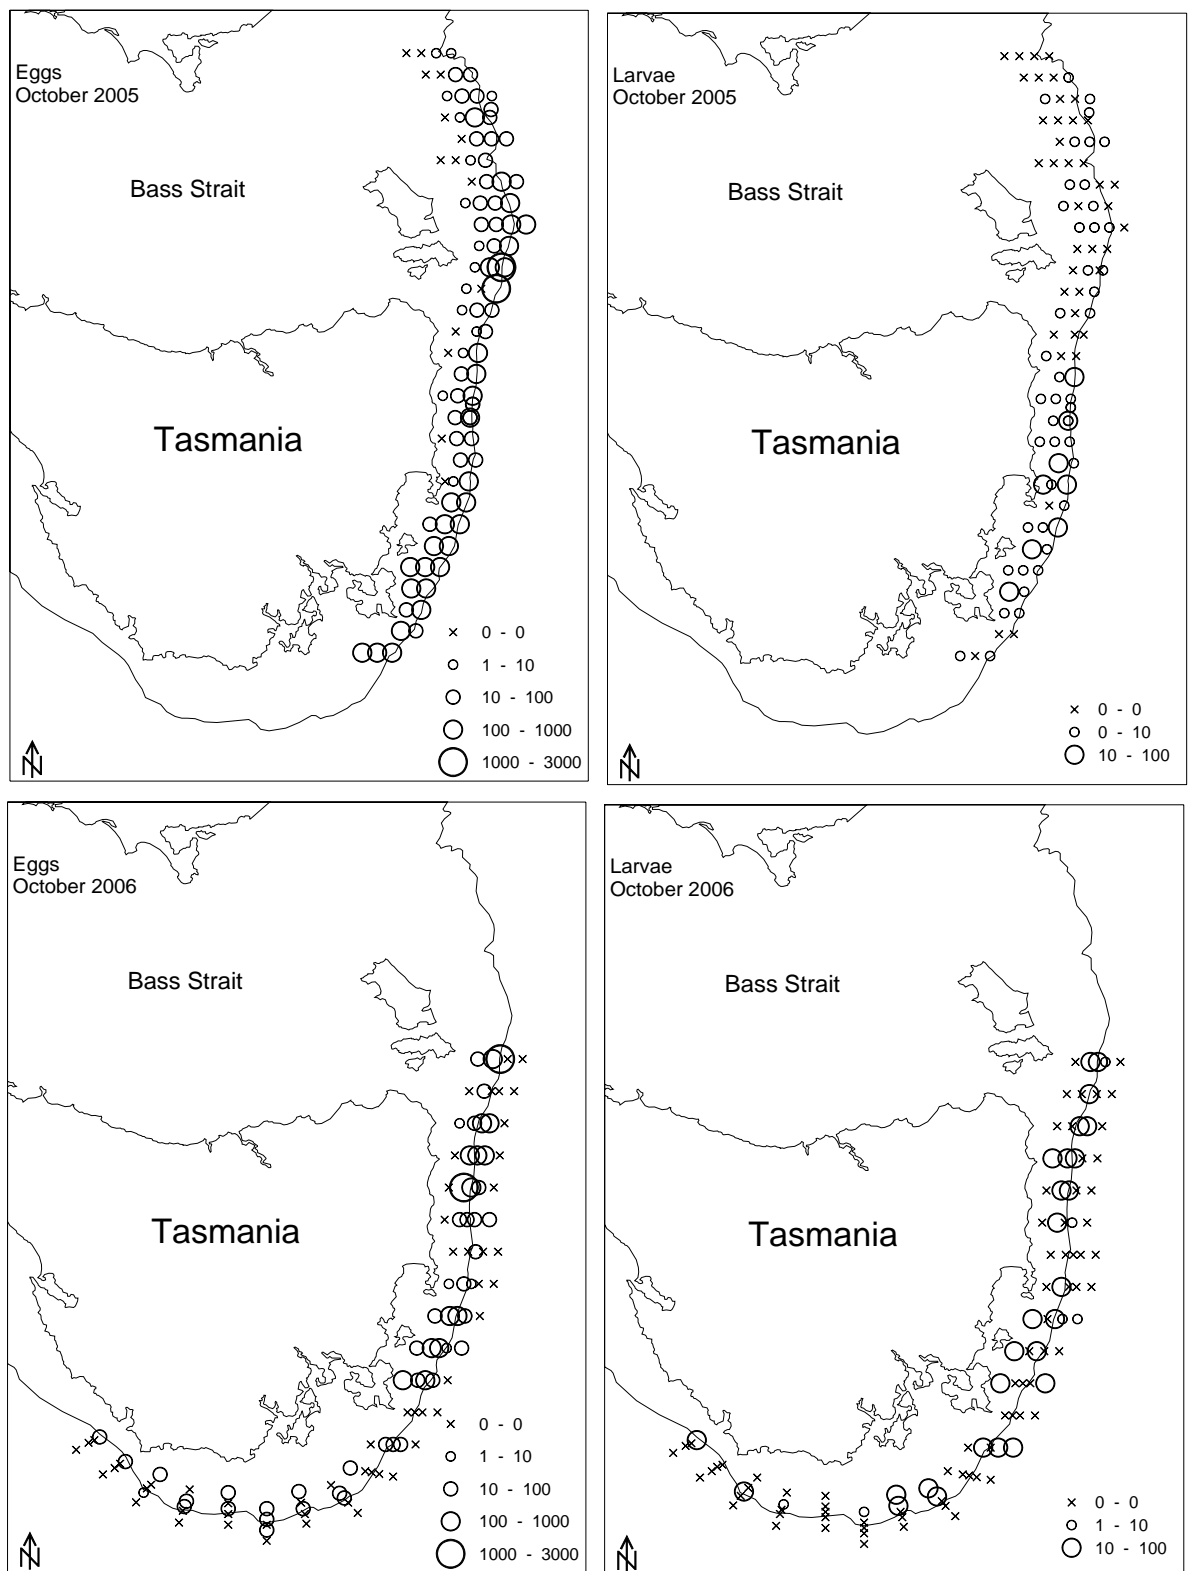 Eggs
October 2005
Bass Strait
Tasmania
0 - 0
1 - 10
10 - 100
100 - 1000
1000 - 3000
N
Larvae
October 2005
Bass Strait
Tasmania
0 - 0
0 - 10
10 - 100
N
Eggs
October 2006
Bass Strait
Tasmania
0 - 0
1 - 10
10 - 100
100 - 1000
1000 - 3000
N
Larvae
October 2006
Bass Strait
Tasmania
0 - 0
1 - 10
10 - 100
N